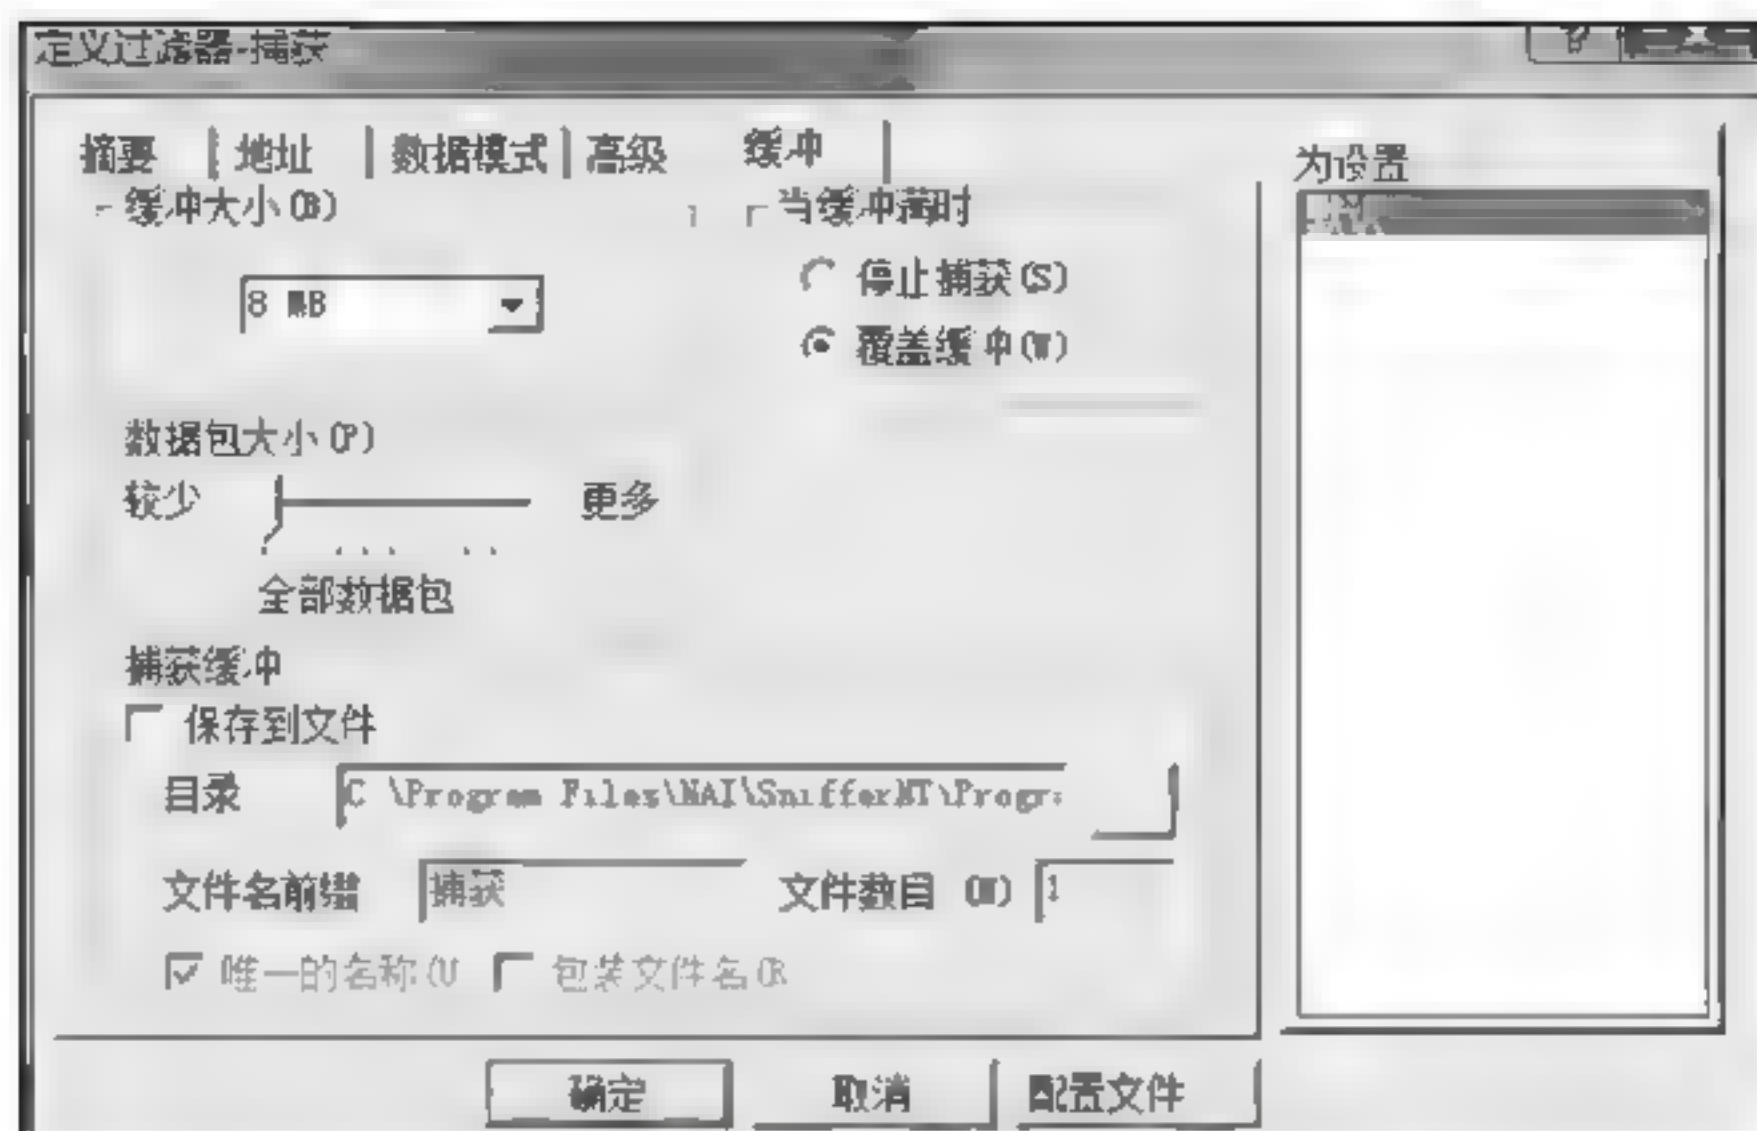 定义过滤器-捕获
摘要 地址 数据模式 高级 缓冲
为设置
缓冲大小(B)
当缓冲满时
8 MB
停止捕获(S)
覆盖缓冲(W)
数据包大小(P)
较少 更多
全部数据包
捕获缓冲
保存到文件
目录 C \Program Files\NAI\SnifferNT\Progr
文件名前缀 捕获 文件数目 (N) 1
唯一的名称(U 包装文件名(R
确定 取消 配置文件